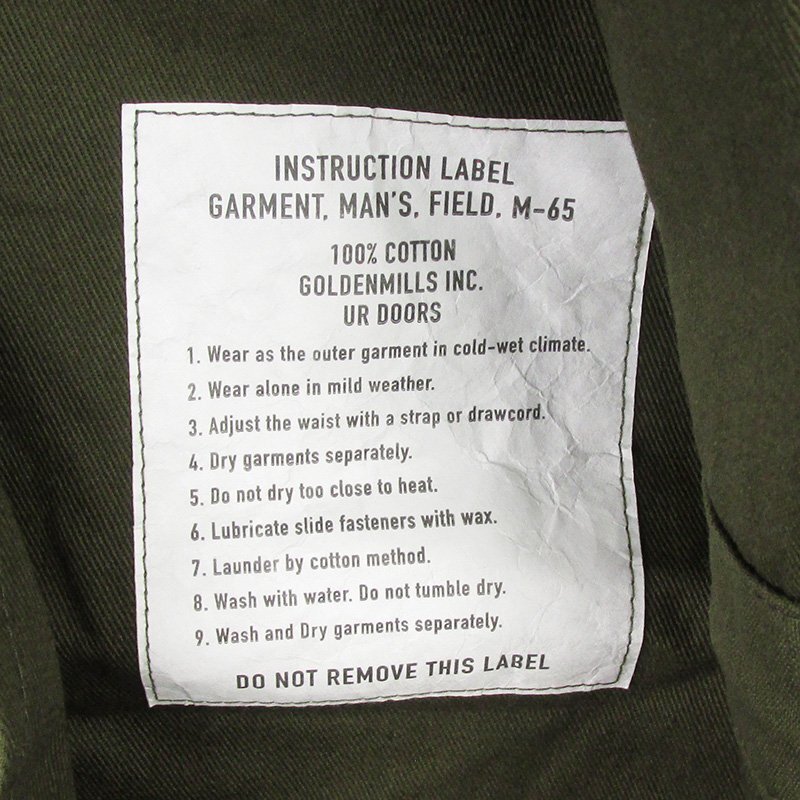 INSTRUCTION LABEL
GARMENT, MAN'S, FIELD, M-65
100% COTTON
GOLDENMILLS INC.
UR DOORS
1. Wear as the outer garment in cold-wet climate.
2. Wear alone in mild weather.
3. Adjust the waist with a strap or drawcord.
4. Dry garments separately.
5. Do not dry too close to heat.
6. Lubricate slide fasteners with wax.
7. Launder by cotton method.
8. Wash with water. Do not tumble dry.
9. Wash and Dry garments separately.
DO NOT REMOVE THIS LABEL